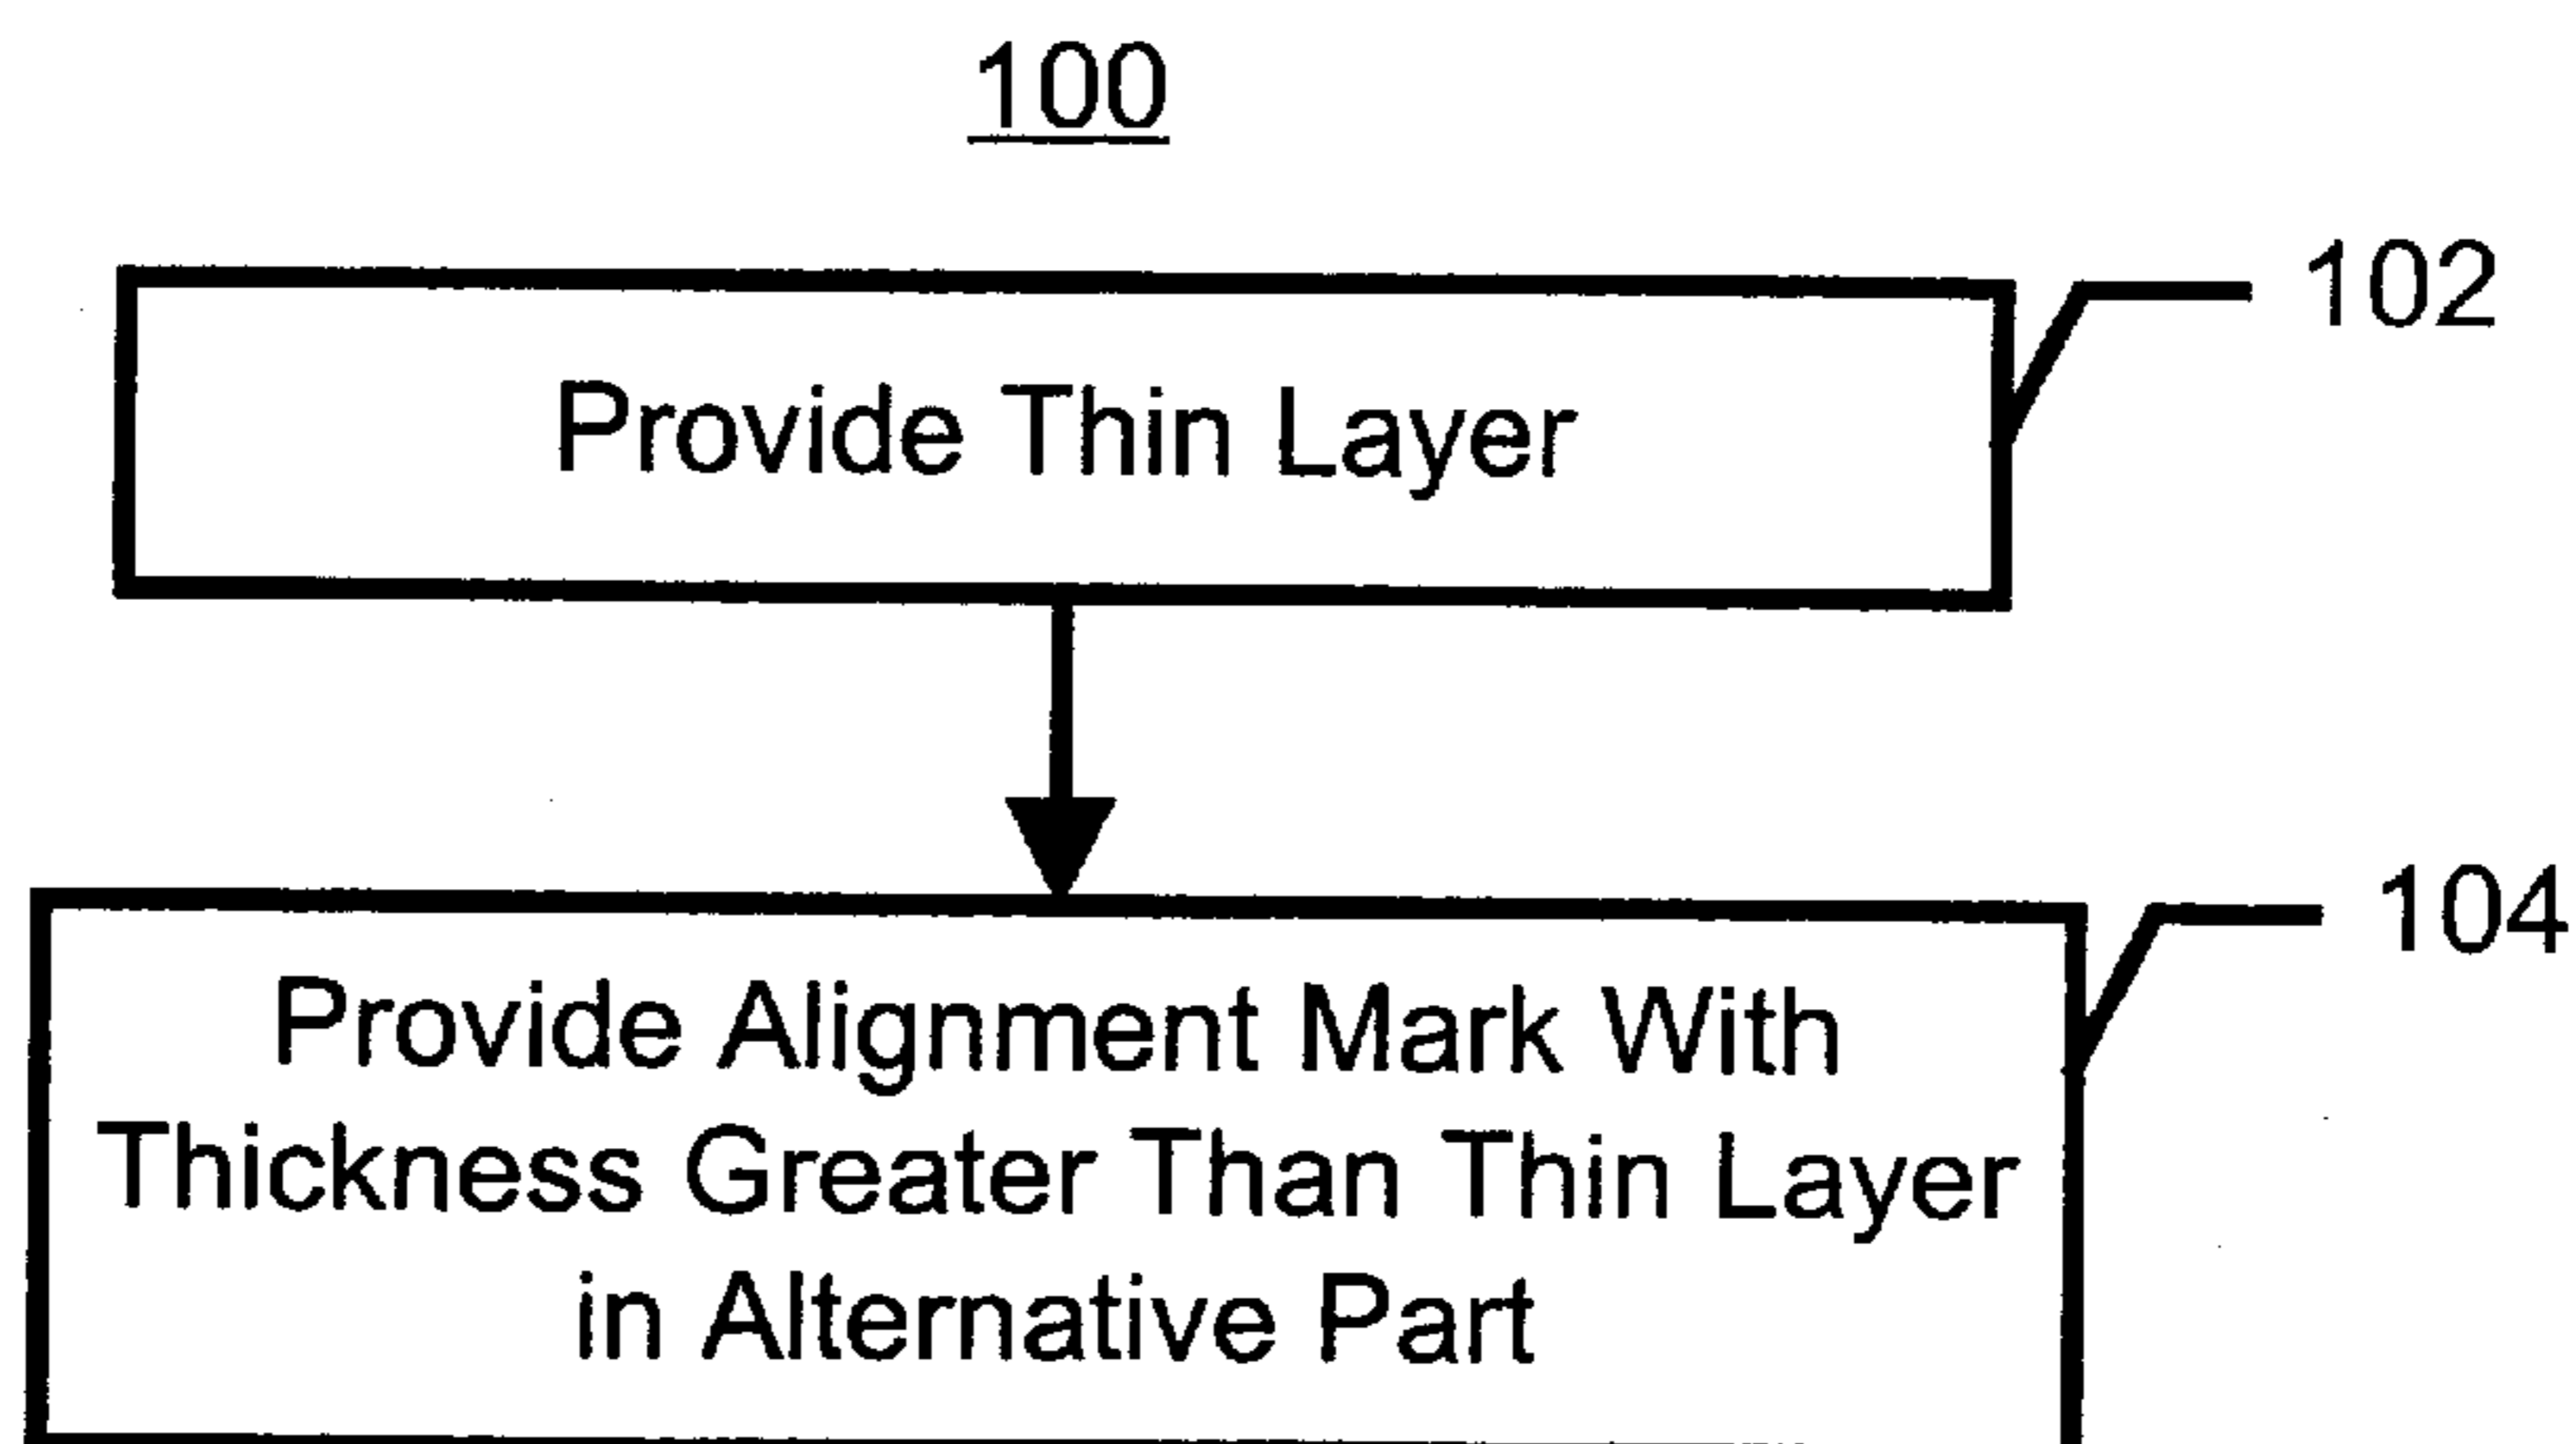 100
102
Provide Thin Layer
104
Provide Alignment Mark With
Thickness Greater Than Thin Layer
in Alternative Part